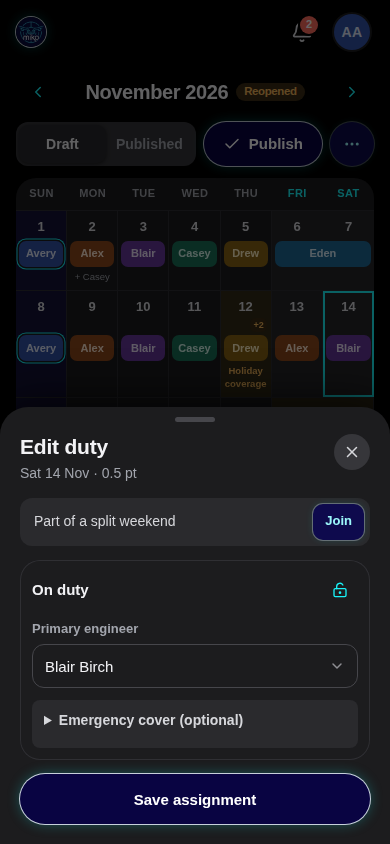 mixo
2
AA
November 2026 Reopened
Draft Published Publish
SUN MON TUE WED THU FRI SAT
1 2 3 4 5 6 7
Avery Alex Blair Casey Drew Eden
+ Casey
8 9 10 11 12 13 14
+2
Avery Alex Blair Casey Drew Alex Blair
Holiday
coverage
Edit duty
Sat 14 Nov · 0.5 pt
Part of a split weekend Join
On duty
Primary engineer
Blair Birch
Emergency cover (optional)
Save assignment